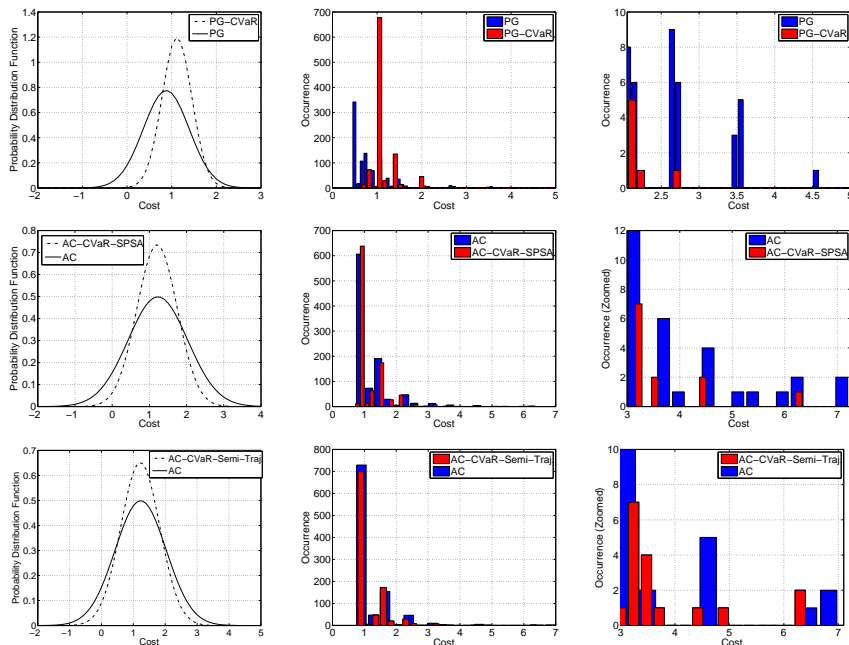 1.4
1.2
1
0.8
0.6
0.4
0.2
0
−2 −1 0 1 2 3
Cost
Probability Distribution Function
PG−CVaR
PG
700
600
500
400
300
200
100
0
0 1 2 3 4 5
Cost
Occurrence
PG
PG−CVaR
10
8
6
4
2
0
2.5 3 3.5 4 4.5 5
Cost
Occurrence
PG
PG−CVaR
0.8
0.7
0.6
0.5
0.4
0.3
0.2
0.1
0
−2 −1 0 1 2 3 4
Cost
Probability Distribution Function
AC−CVaR−SPSA
AC
700
600
500
400
300
200
100
0
0 1 2 3 4 5 6 7
Cost
Occurrence
AC
AC−CVaR−SPSA
12
10
8
6
4
2
0
3 4 5 6 7
Cost
Occurrence (Zoomed)
AC
AC−CVaR−SPSA
0.7
0.6
0.5
0.4
0.3
0.2
0.1
0
−2 −1 0 1 2 3 4 5
Cost
Probability Distribution Function
AC−CVaR−Semi−Traj.
AC
800
700
600
500
400
300
200
100
0
0 1 2 3 4 5 6 7
Cost
Occurrence
AC−CVaR−Semi−Traj.
AC
10
8
6
4
2
0
3 4 5 6 7
Cost
Occurrence (Zoomed)
AC−CVaR−Semi−Traj.
AC